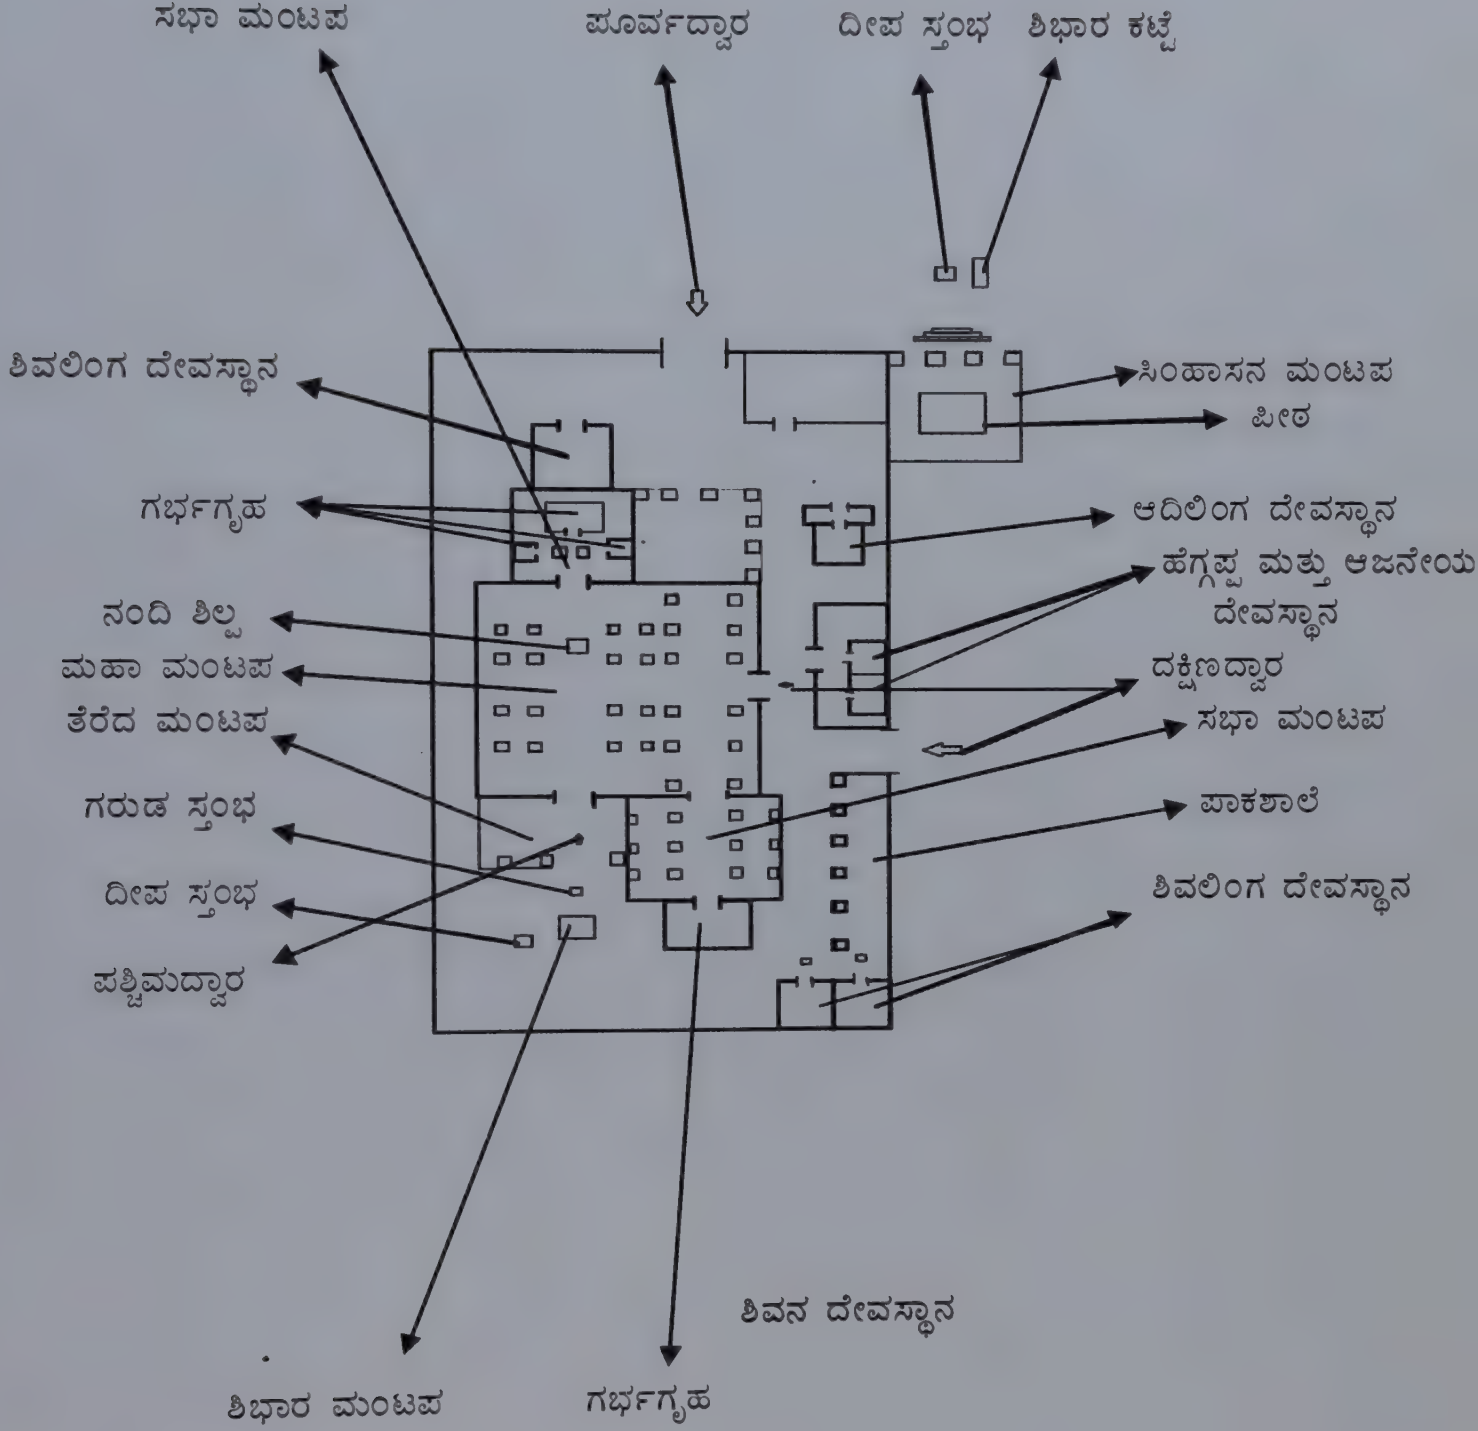 ಸಭಾ ಮಂಟಪ
ಪೂರ್ವದ್ವಾರ
ದೀಪ ಸ್ತಂಭ
ಶಿಭಾರ ಕಟ್ಟೆ
ಶಿವಲಿಂಗ ದೇವಸ್ಥಾನ
ಸಿಂಹಾಸನ ಮಂಟಪ
ಪೀಠ
ಗರ್ಭಗೃಹ
ಆದಿಲಿಂಗ ದೇವಸ್ಥಾನ
ಹೆಗ್ಗಪ್ಪ ಮತ್ತು ಆಜನೇಯ
ದೇವಸ್ಥಾನ
ನಂದಿ ಶಿಲ್ಪ
ಮಹಾ ಮಂಟಪ
ದಕ್ಷಿಣದ್ವಾರ
ತೆರೆದ ಮಂಟಪ
ಸಭಾ ಮಂಟಪ
ಗರುಡ ಸ್ತಂಭ
ಪಾಕಶಾಲೆ
ದೀಪ ಸ್ತಂಭ
ಶಿವಲಿಂಗ ದೇವಸ್ಥಾನ
ಪಶ್ಚಿಮದ್ವಾರ
ಶಿವನ ದೇವಸ್ಥಾನ
ಶಿಭಾರ ಮಂಟಪ
ಗರ್ಭಗೃಹ